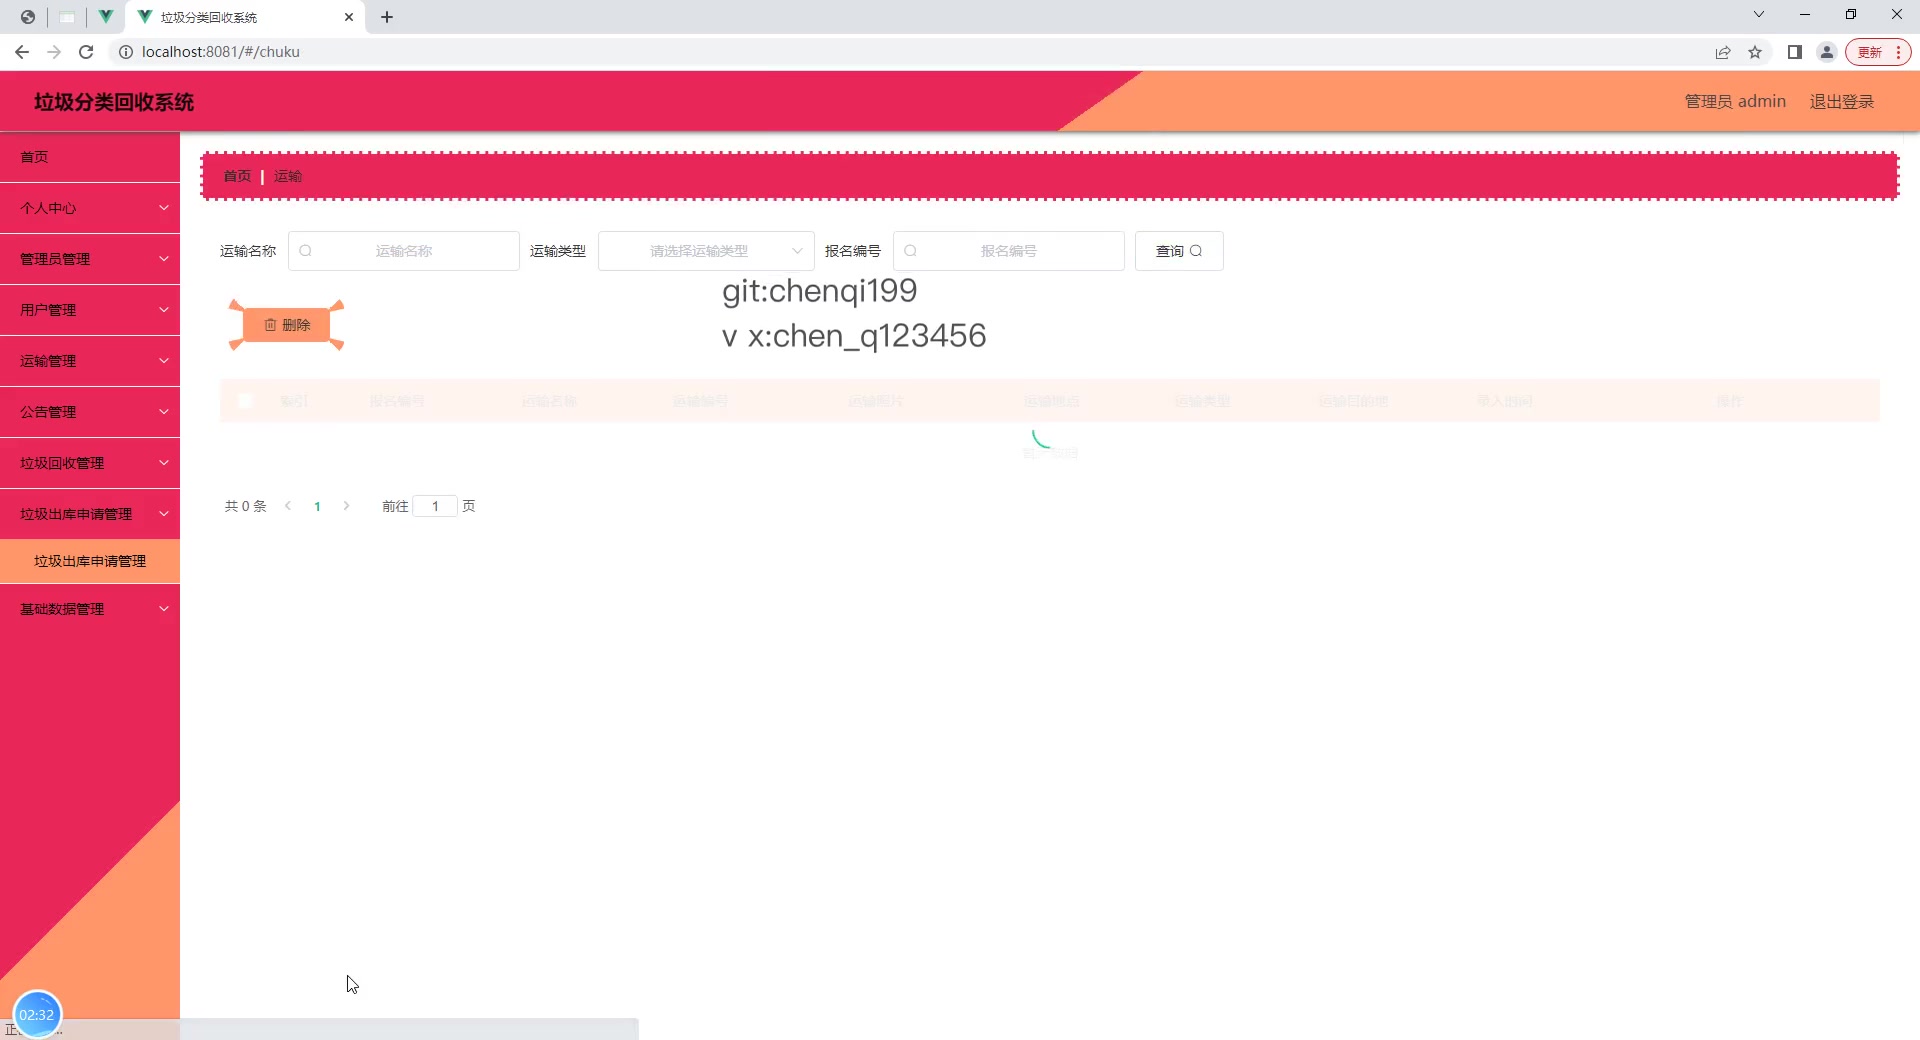 垃圾分类回收系统
localhost:8081/#/chuku
更新
垃圾分类回收系统
管理员 admin
退出登录
首页
个人中心
管理员管理
用户管理
运输管理
公告管理
垃圾回收管理
垃圾出库申请管理
垃圾出库申请管理
基础数据管理
首页 | 运输
运输名称 运输名称 运输类型 请选择运输类型 报名编号 报名编号 查询
删除
git:chenqi199
v x:chen_q123456
索引 报名编号 运输名称 运输编号 运输照片 运输地点 运输类型 运输目的地 录入时间 操作
共 0 条 1 前往 1 页
02:32